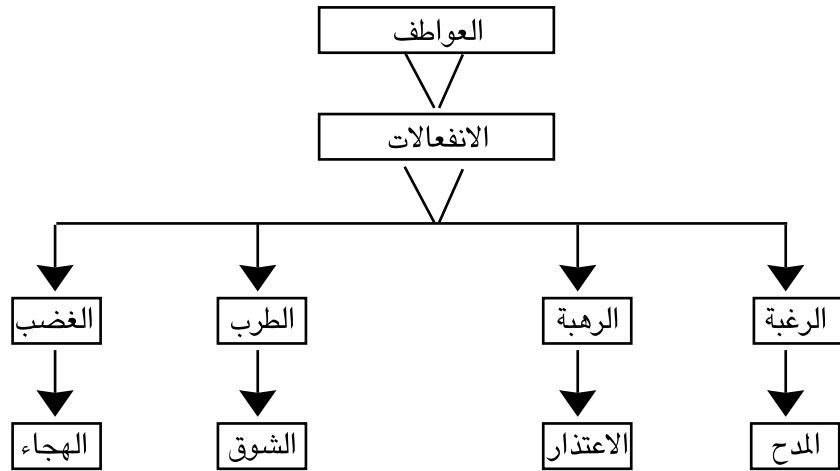 العواطف
الانفعالات
الرغبة
الرهبة
الطرب
الغضب
المدح
الاعتذار
الشوق
الهجاء